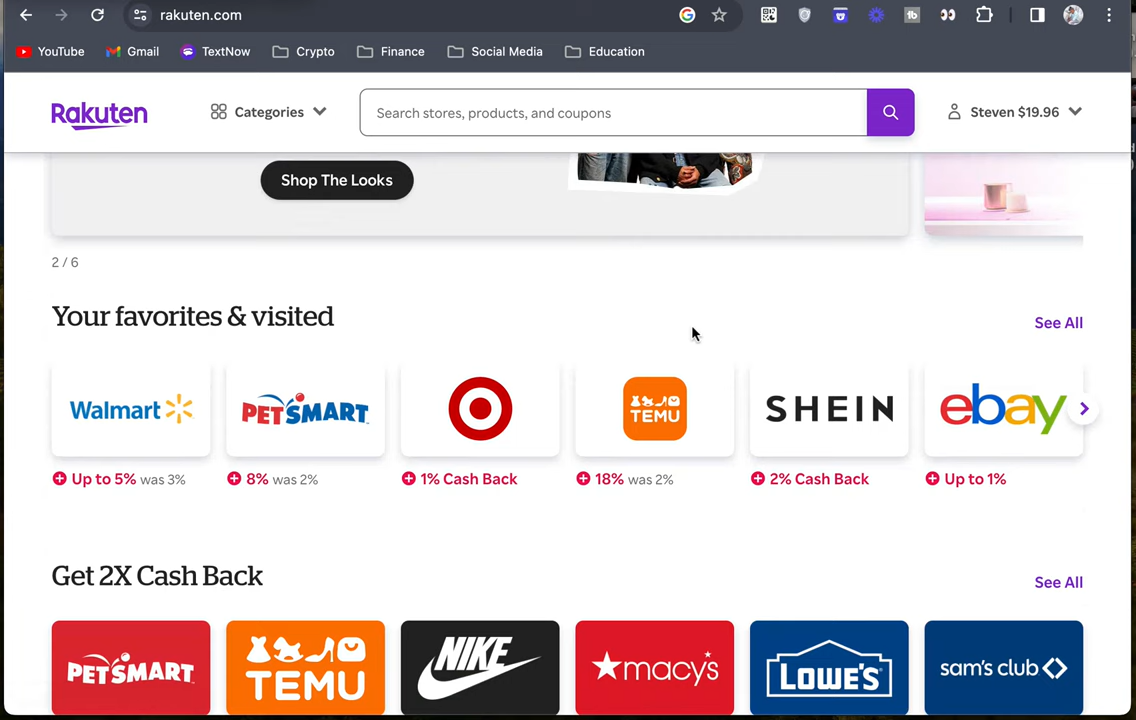 rakuten.com
YouTube Gmail TextNow Crypto Finance Social Media Education
Rakuten Categories Search stores, products, and coupons Steven $19.96
Shop The Looks
2 / 6
Your favorites & visited See All
Walmart PETSMART TEMU SHEIN ebay
Up to 5% was 3% 8% was 2% 1% Cash Back 18% was 2% 2% Cash Back Up to 1%
Get 2X Cash Back See All
PETSMART TEMU NIKE macy's LOWE'S sam's club